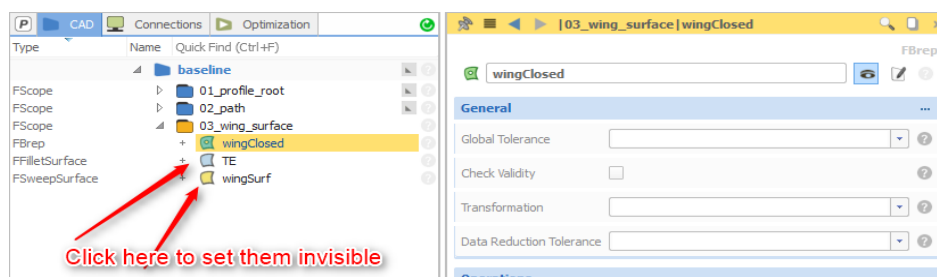 P CAD Connections Optimization
Type Name Quick Find (Ctrl+F)
baseline
FScope 01_profile_root
FScope 02_path
FScope 03_wing_surface
FBrep wingClosed
FFilletSurface TE
FSweepSurface wingSurf
Click here to set them invisible
|03_wing_surface|wingClosed
FBrep
wingClosed
General ...
Global Tolerance
Check Validity
Transformation
Data Reduction Tolerance